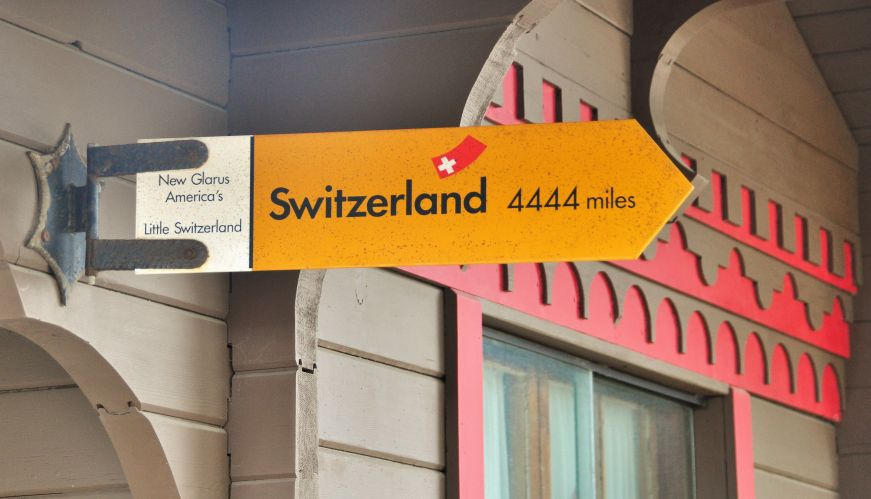 New Glarus
America's
Little Switzerland
Switzerland 4444 miles